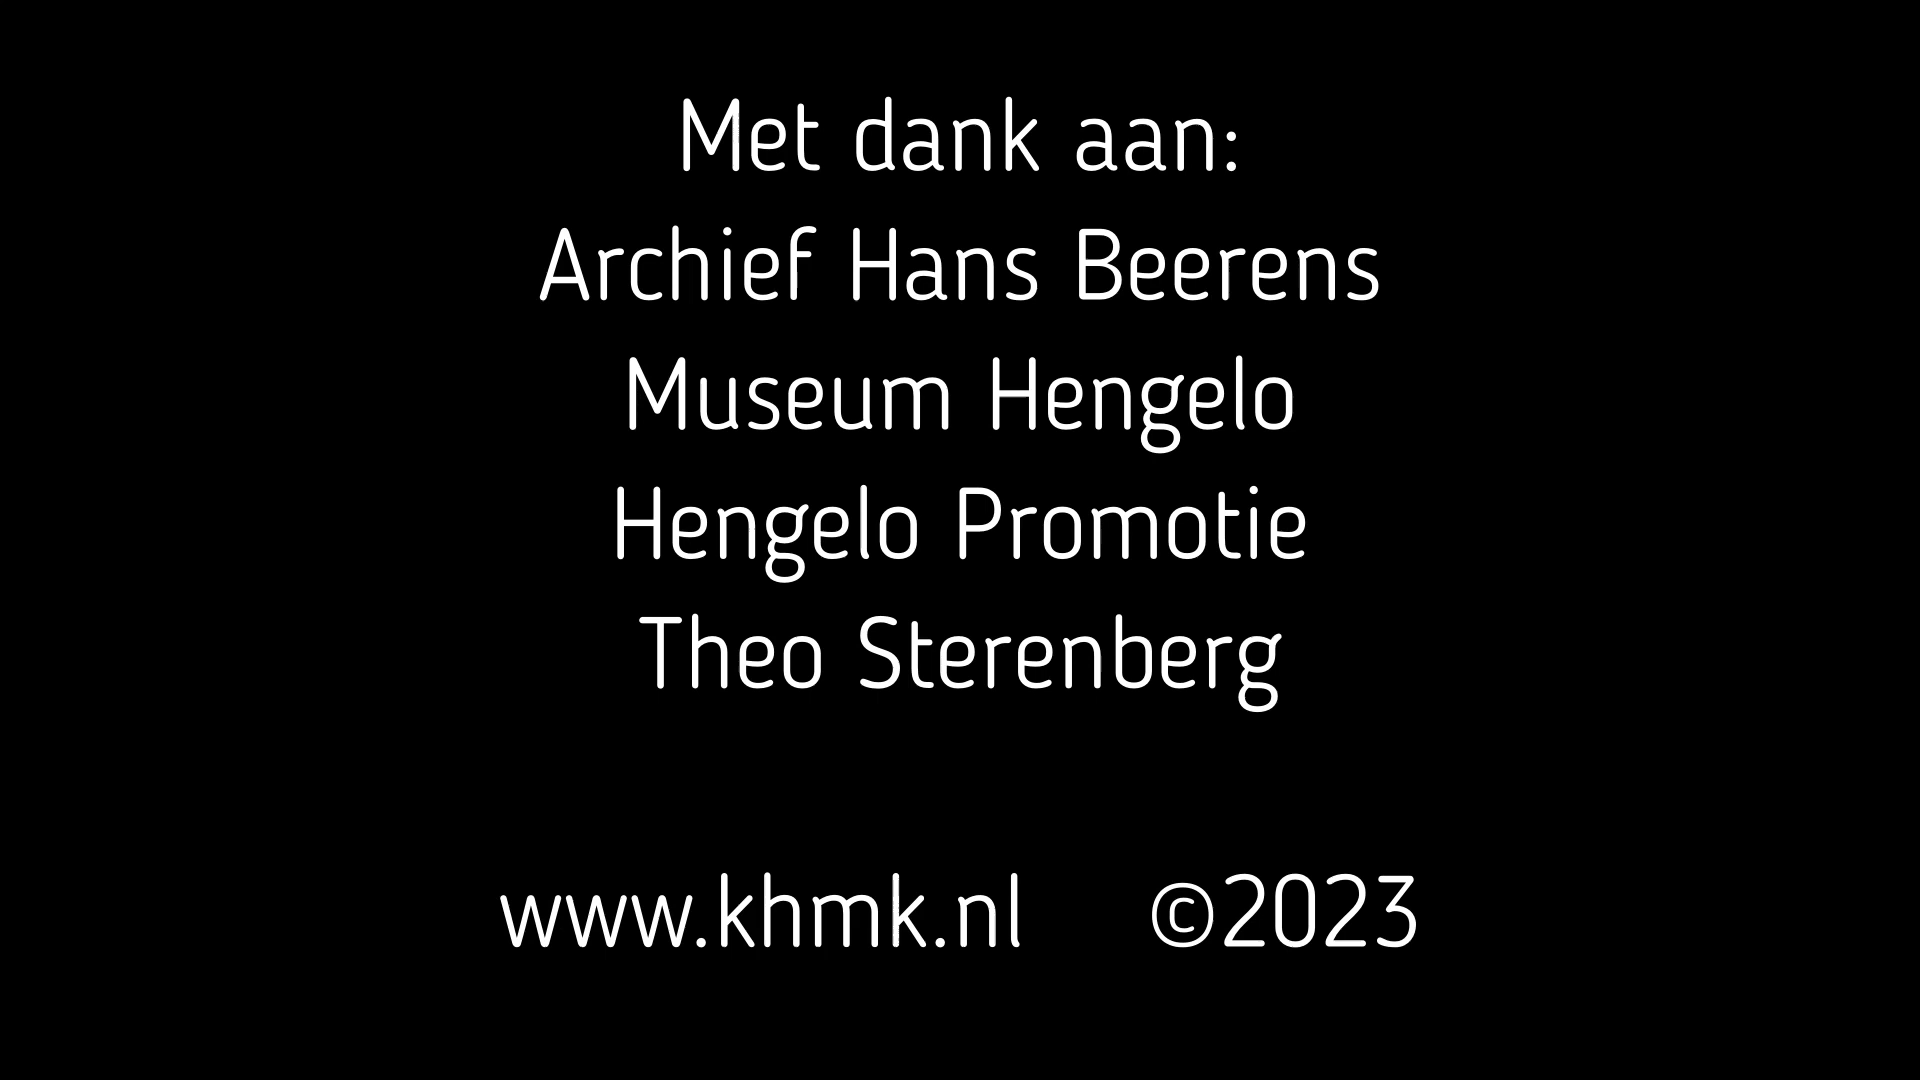 Met dank aan:
Archief Hans Beerens
Museum Hengelo
Hengelo Promotie
Theo Sterenberg
www.khmk.nl ©2023